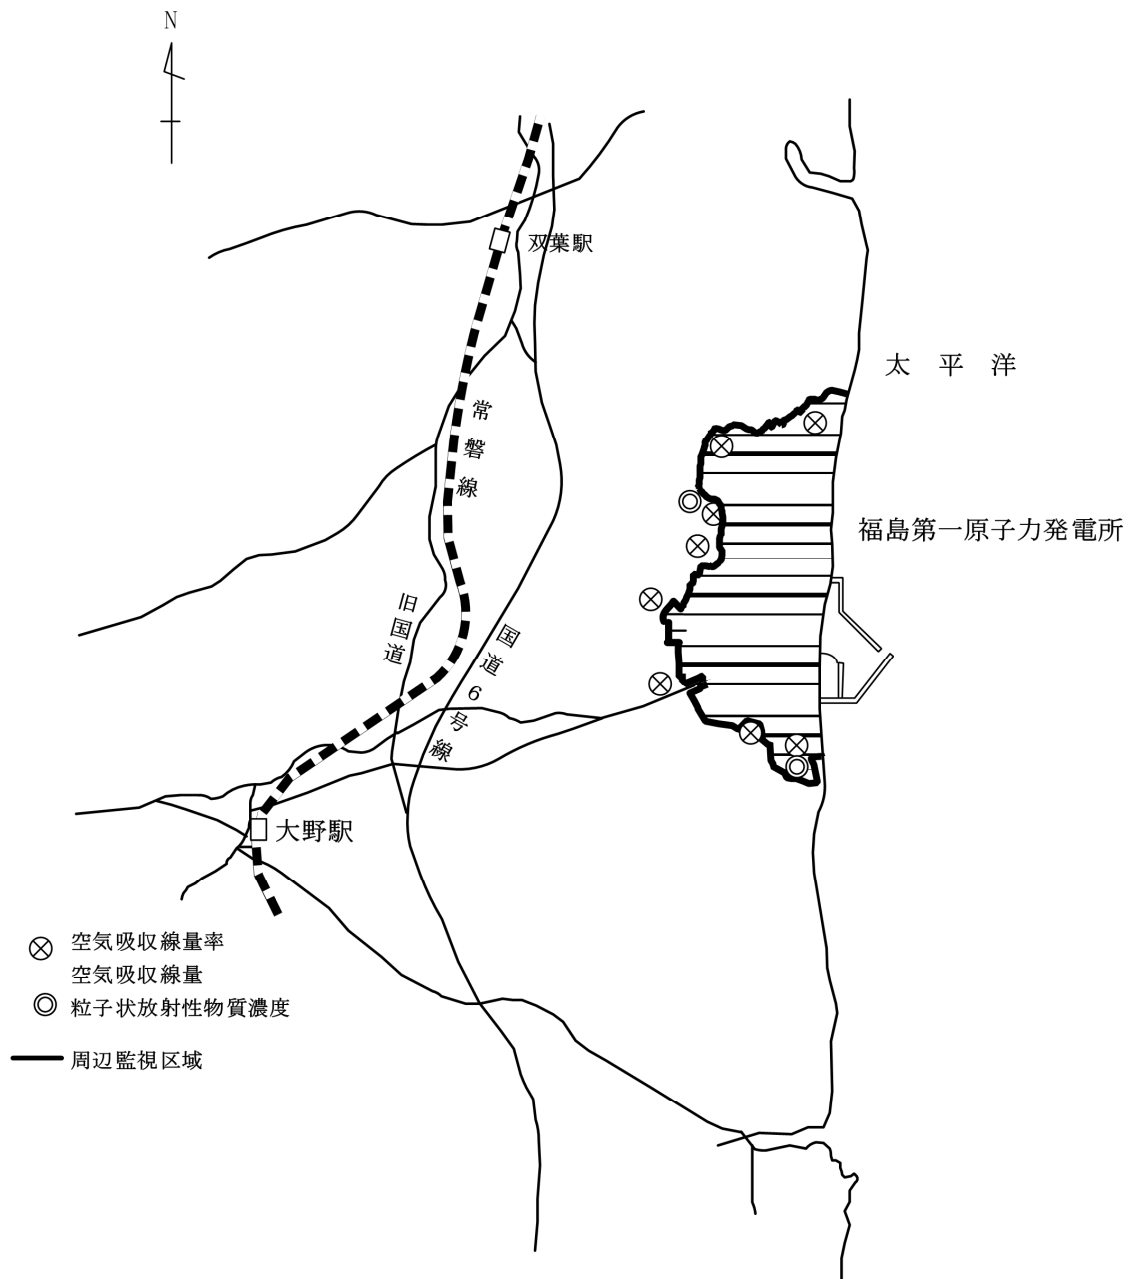 N
双葉駅
太平洋
常磐線
福島第一原子力発電所
旧国道
国道6号線
大野駅
空気吸収線量率
空気吸収線量
粒子状放射性物質濃度
周辺監視区域